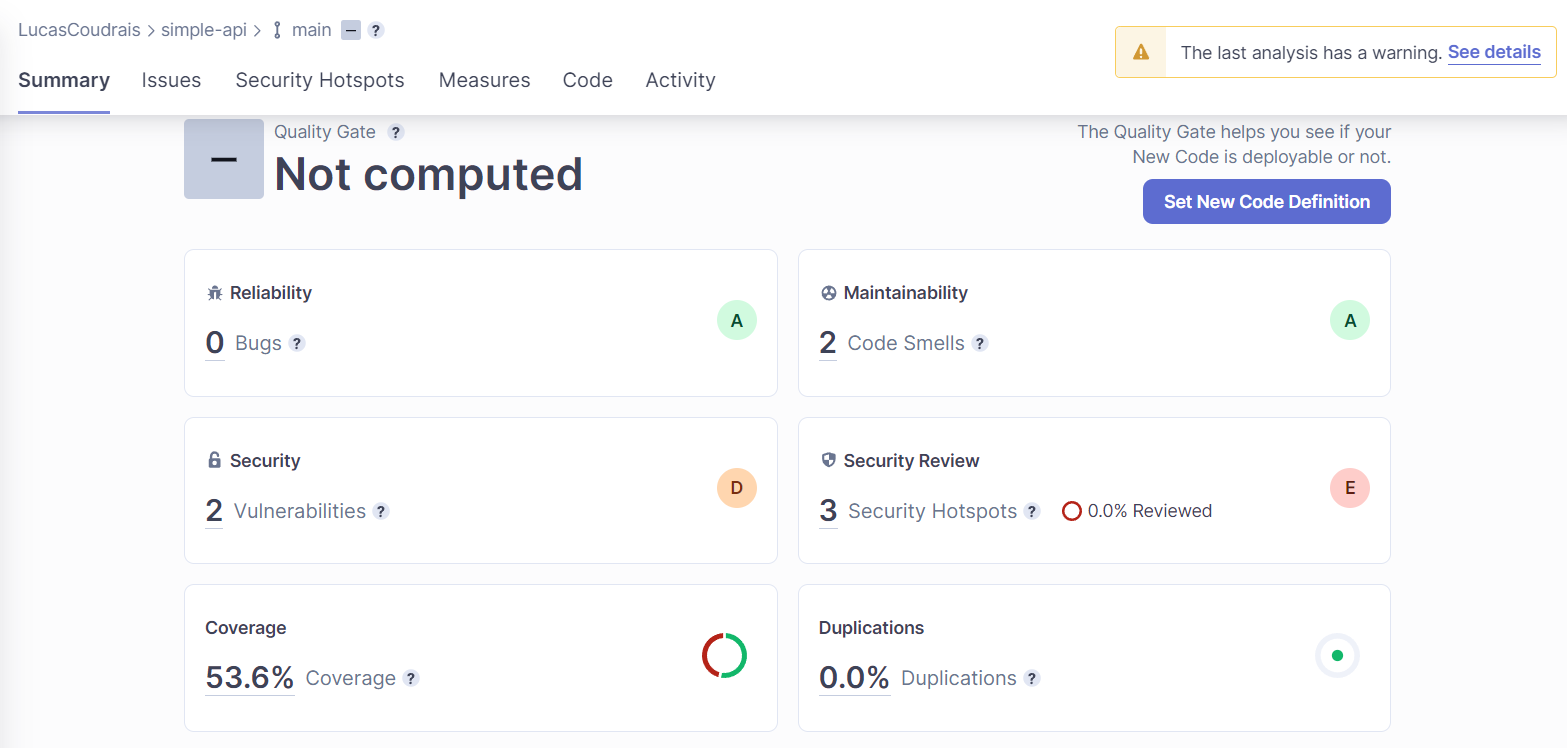 LucasCoudrais > simple-api > main – ?
The last analysis has a warning. See details
Summary Issues Security Hotspots Measures Code Activity
Quality Gate ?
Not computed
The Quality Gate helps you see if your
New Code is deployable or not.
Set New Code Definition
Reliability
0 Bugs ?
A
Maintainability
2 Code Smells ?
A
Security
2 Vulnerabilities ?
D
Security Review
3 Security Hotspots ? 0.0% Reviewed
E
Coverage
53.6% Coverage ?
Duplications
0.0% Duplications ?